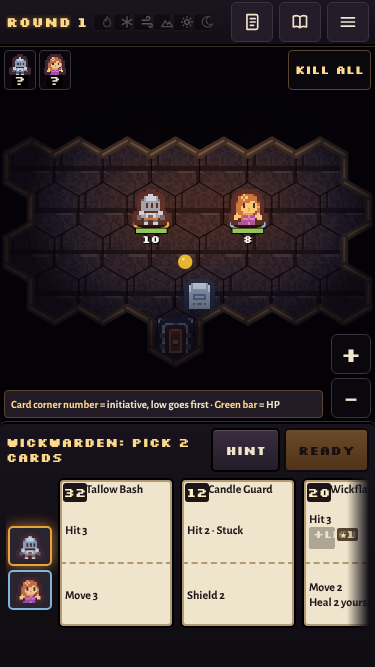 ROUND 1
?
?
KILL ALL
10
8
+
−
Card corner number = initiative, low goes first · Green bar = HP
WICKWARDEN: PICK 2 CARDS
HINT
READY
32 Tallow Bash
Hit 3
Move 3
12 Candle Guard
Hit 2 · Stuck
Shield 2
20 Wickfla
Hit 3
Move 2
Heal 2 yours